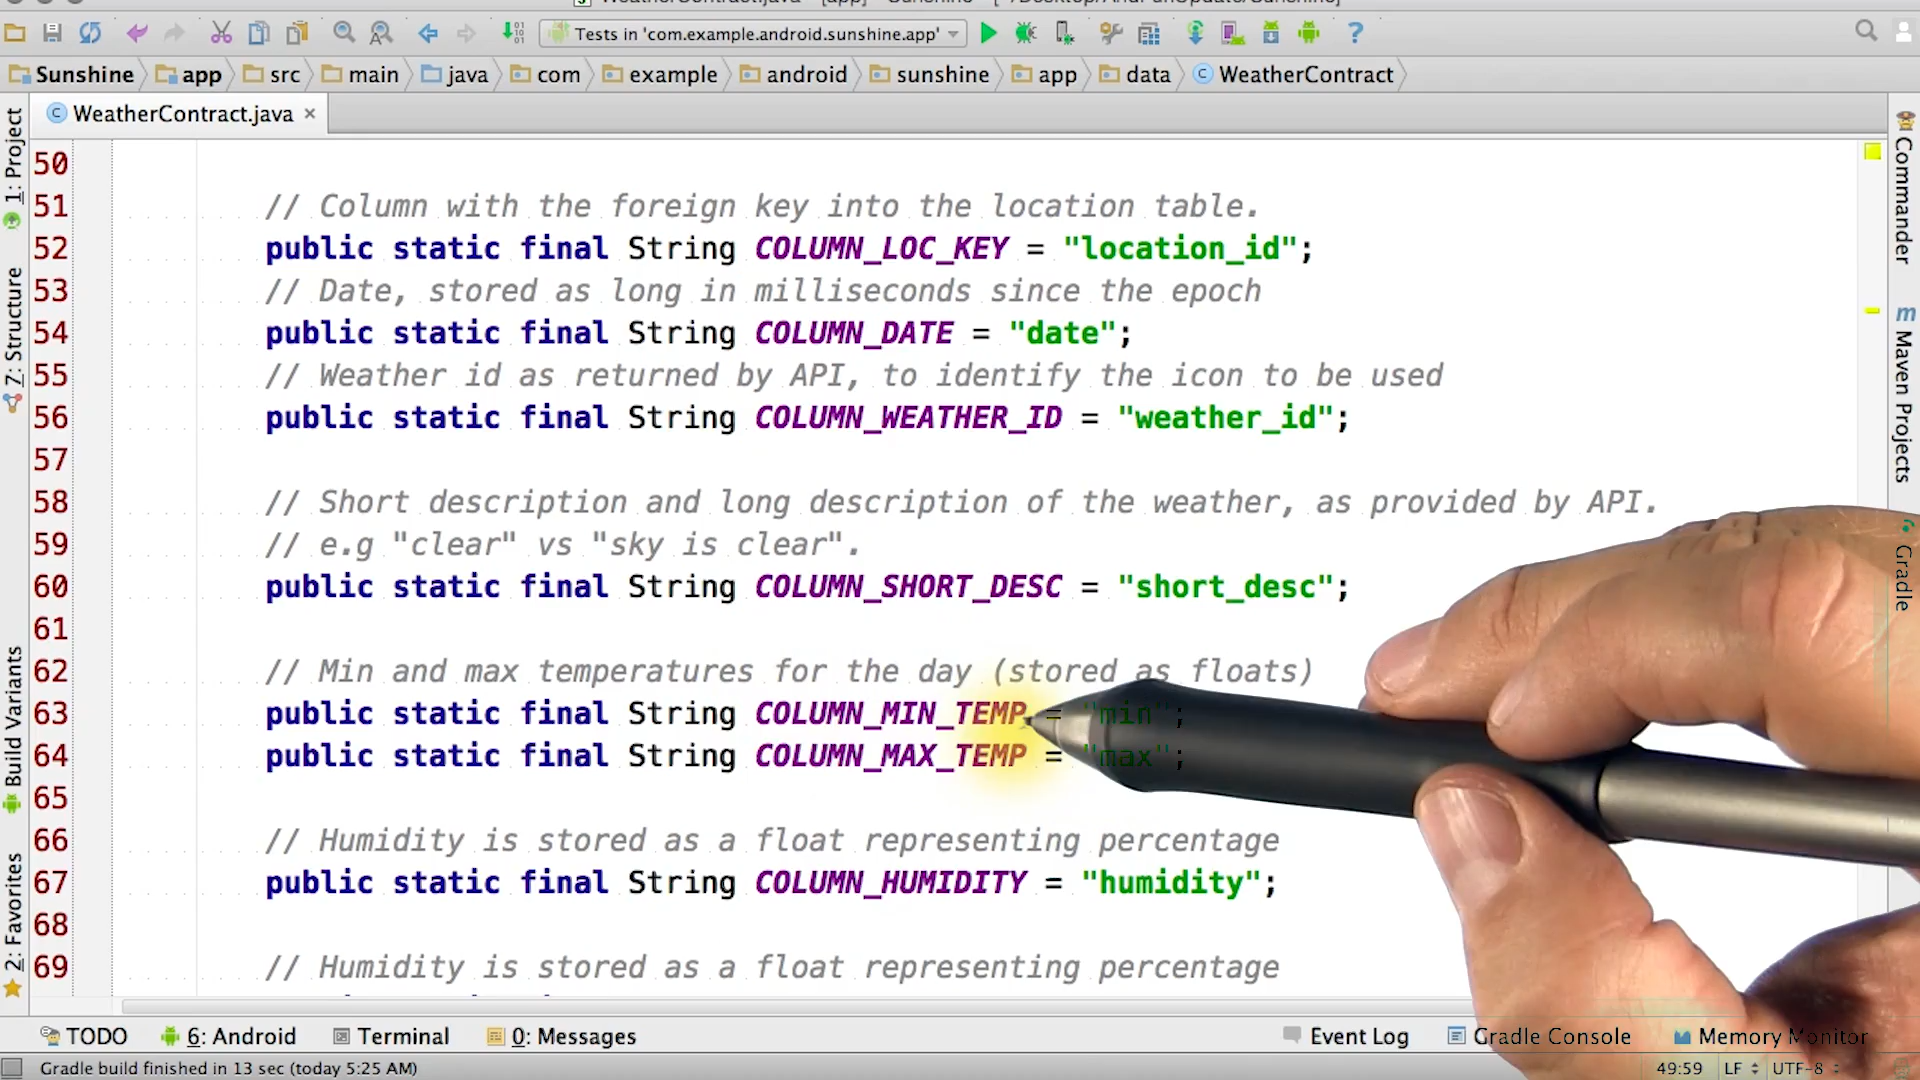 Tests in 'com.example.android.sunshine.app'
Sunshine app src main java com example android sunshine app data WeatherContract
WeatherContract.java
1: Project
7: Structure
Build Variants
2: Favorites
Commander
Maven Projects
Gradle
50
51 // Column with the foreign key into the location table.
52 public static final String COLUMN_LOC_KEY = "location_id";
53 // Date, stored as long in milliseconds since the epoch
54 public static final String COLUMN_DATE = "date";
55 // Weather id as returned by API, to identify the icon to be used
56 public static final String COLUMN_WEATHER_ID = "weather_id";
57
58 // Short description and long description of the weather, as provided by API.
59 // e.g "clear" vs "sky is clear".
60 public static final String COLUMN_SHORT_DESC = "short_desc";
61
62 // Min and max temperatures for the day (stored as floats)
63 public static final String COLUMN_MIN_TEMP = "min";
64 public static final String COLUMN_MAX_TEMP = "max";
65
66 // Humidity is stored as a float representing percentage
67 public static final String COLUMN_HUMIDITY = "humidity";
68
69 // Humidity is stored as a float representing percentage
TODO 6: Android Terminal 0: Messages Event Log Gradle Console Memory Monitor
Gradle build finished in 13 sec (today 5:25 AM) 49:59 LF UTF-8